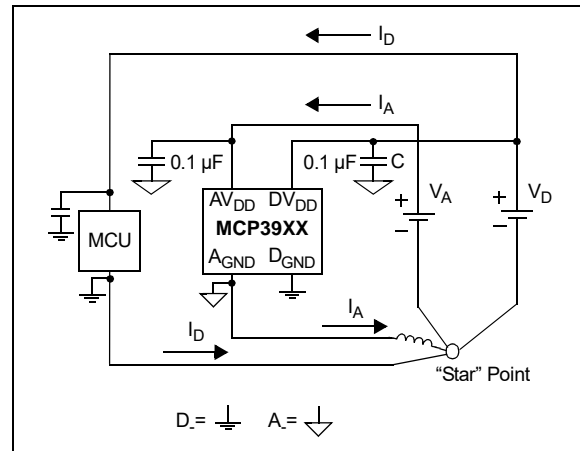 I_D
I_A
0.1 µF
0.1 µF
C
V_A
V_D
+
−
+
−
AV_DD
DV_DD
MCP39XX
A_GND
D_GND
MCU
I_D
I_A
"Star" Point
D_-=
A_-=